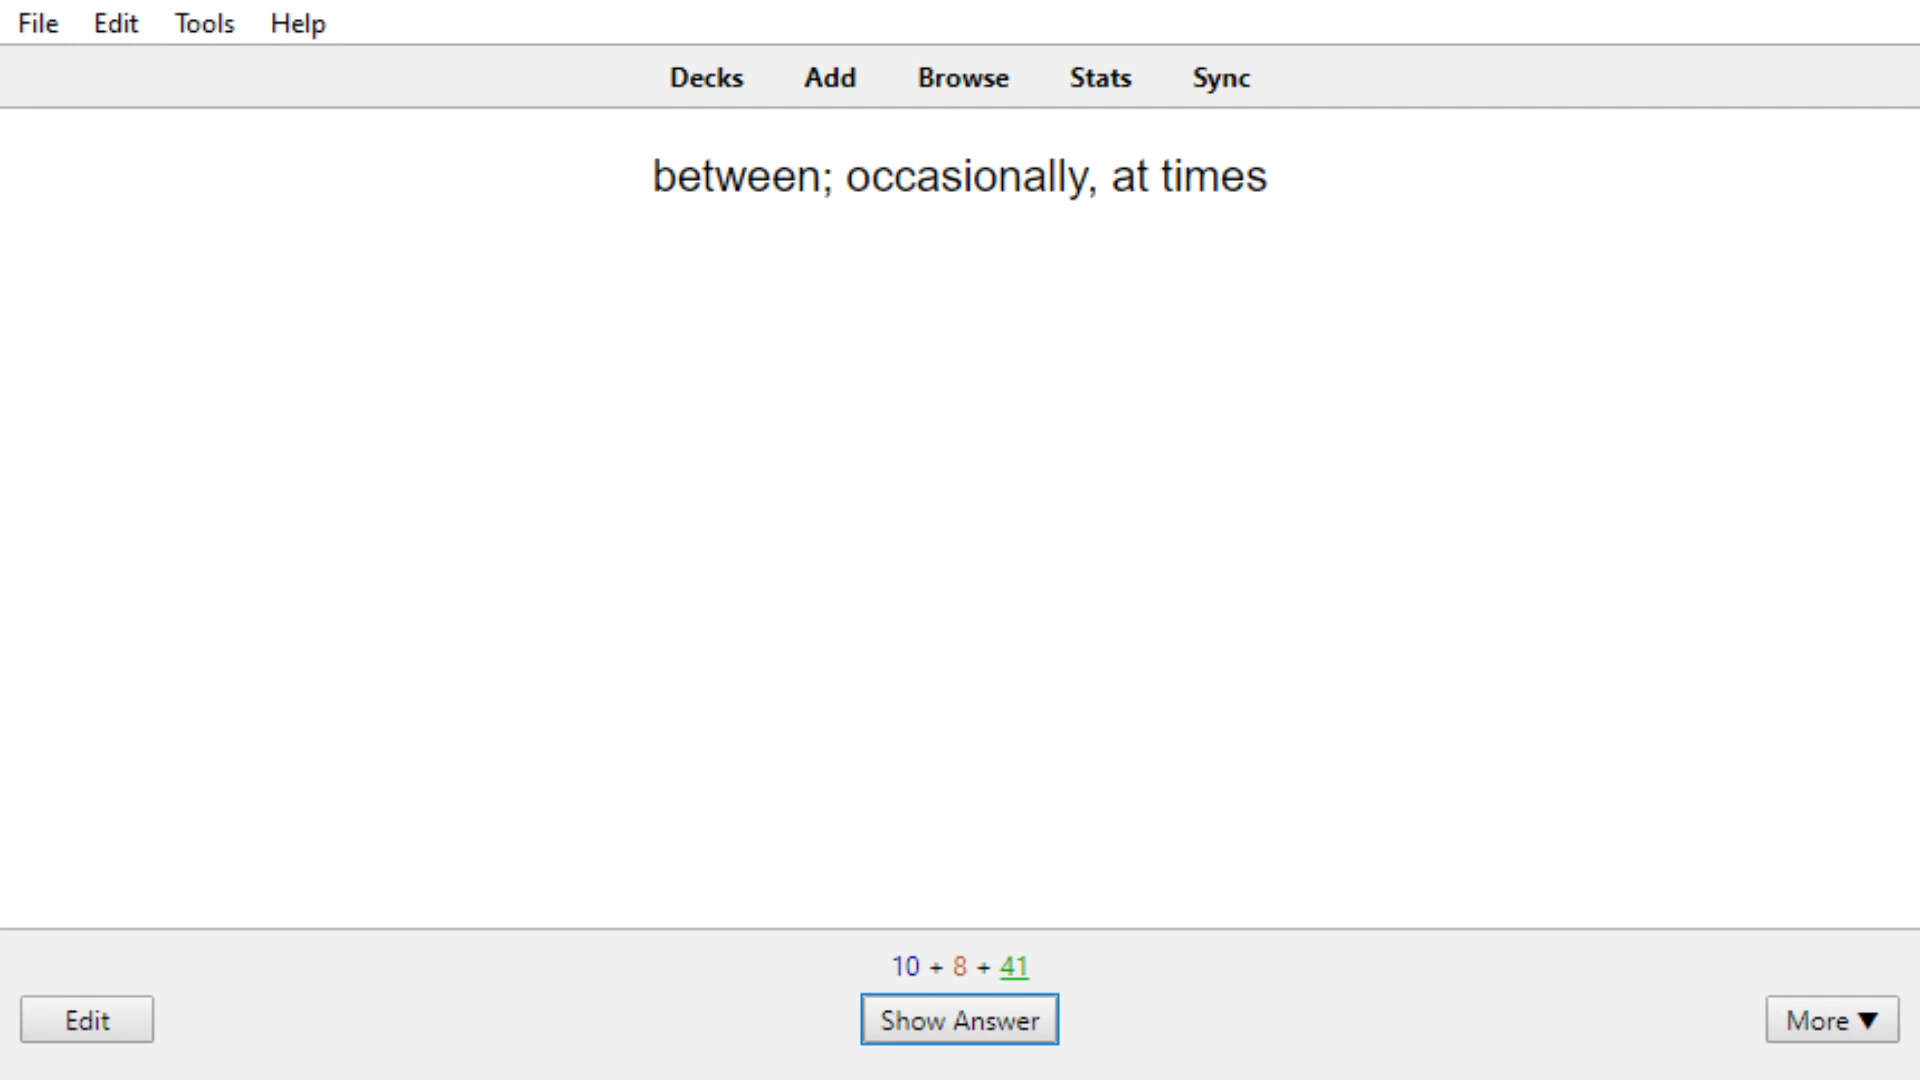 File Edit Tools Help
Decks Add Browse Stats Sync
between; occasionally, at times
10 + 8 + 41
Edit Show Answer More ▼